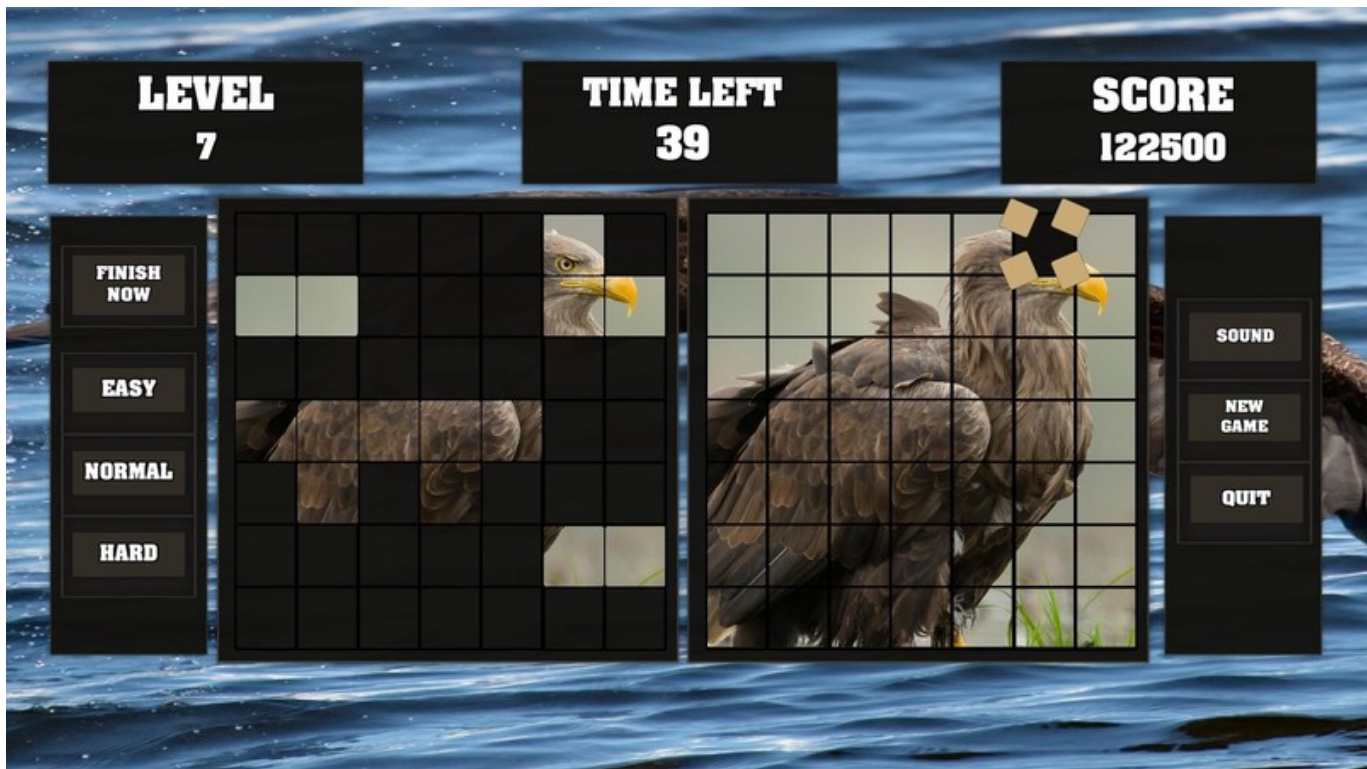 LEVEL
7
TIME LEFT
39
SCORE
122500
FINISH
NOW
EASY
NORMAL
HARD
SOUND
NEW
GAME
QUIT